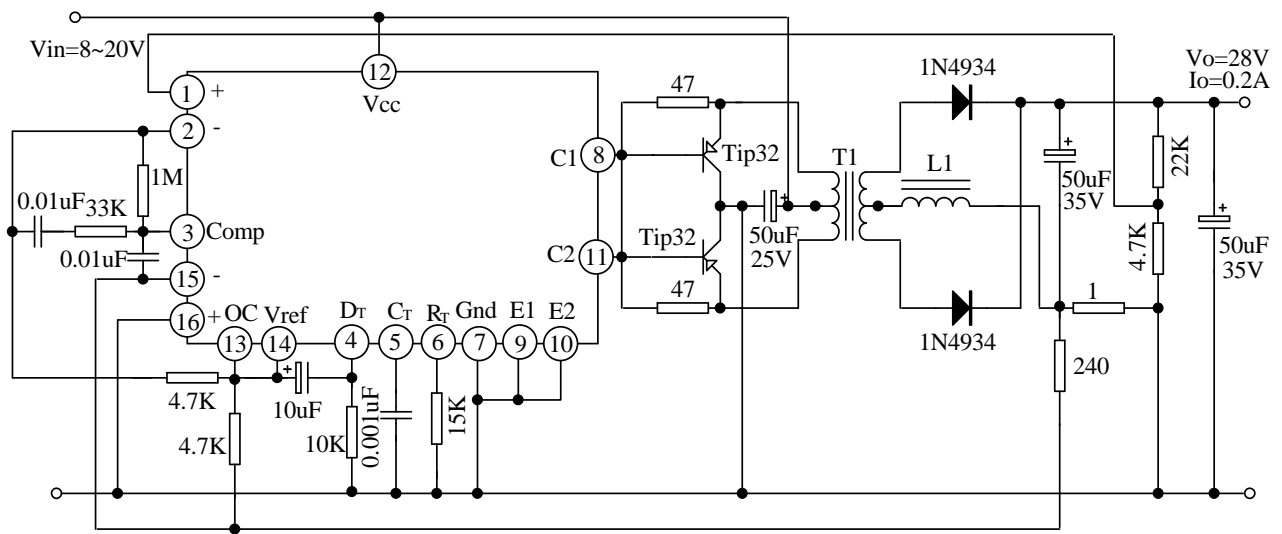 Vin=8~20V
12
Vcc
1
+
2
-
1M
0.01uF
33K
3
Comp
0.01uF
15
-
16
+
OC
Vref
DT
CT
RT
Gnd
E1
E2
13
14
4
5
6
7
9
10
4.7K
10uF
+
4.7K
10K
0.001uF
15K
C1
8
C2
11
47
Tip32
Tip32
47
+
50uF
25V
T1
L1
1N4934
1N4934
Vo=28V
Io=0.2A
+
50uF
35V
22K
4.7K
+
50uF
35V
1
240